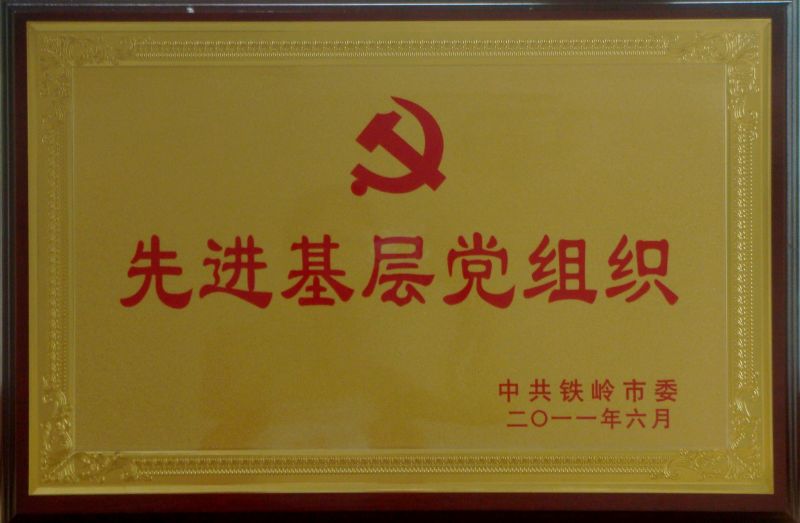 先进基层党组织
中共铁岭市委
二〇一一年六月